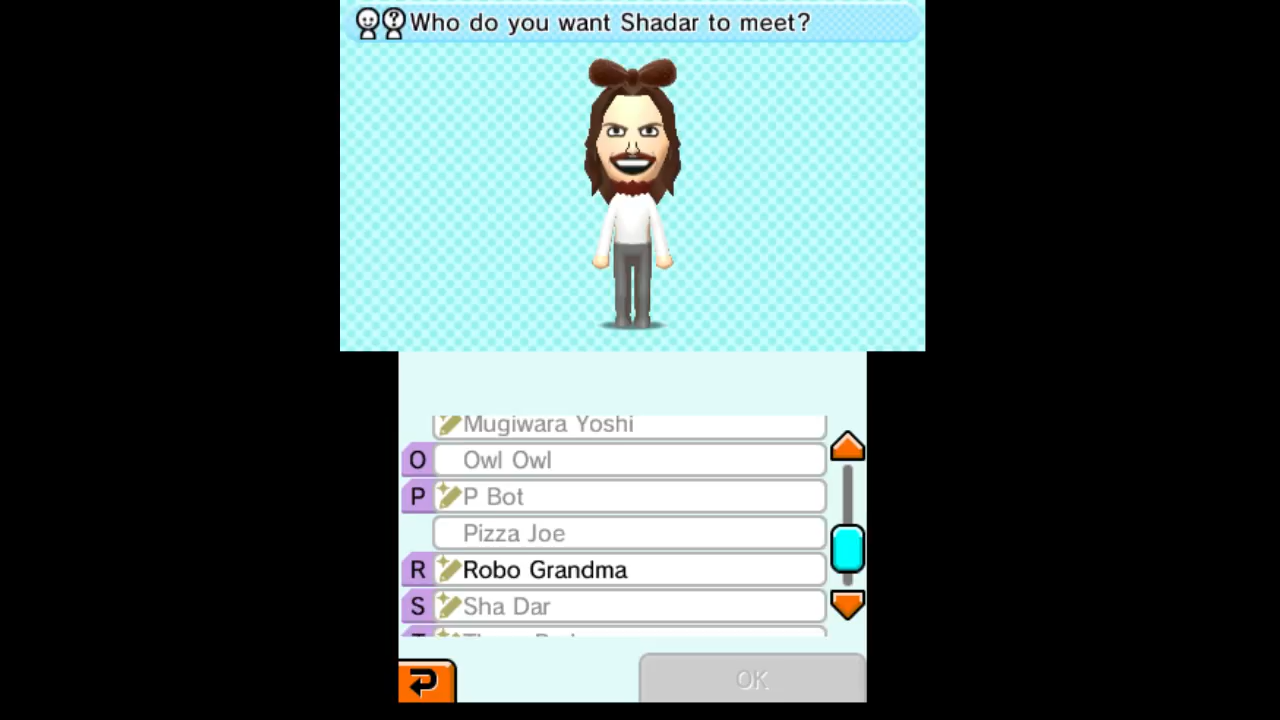 Who do you want Shadar to meet?
Mugiwara Yoshi
O Owl Owl
P P Bot
Pizza Joe
R Robo Grandma
S Sha Dar
T
OK